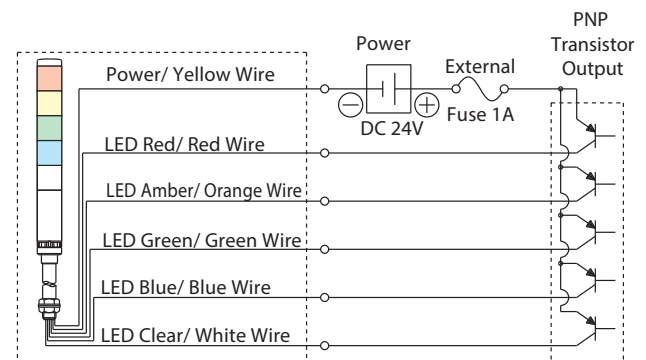 PNP
Transistor
Output
Power
External
Fuse 1A
DC 24V
Power/ Yellow Wire
LED Red/ Red Wire
LED Amber/ Orange Wire
LED Green/ Green Wire
LED Blue/ Blue Wire
LED Clear/ White Wire